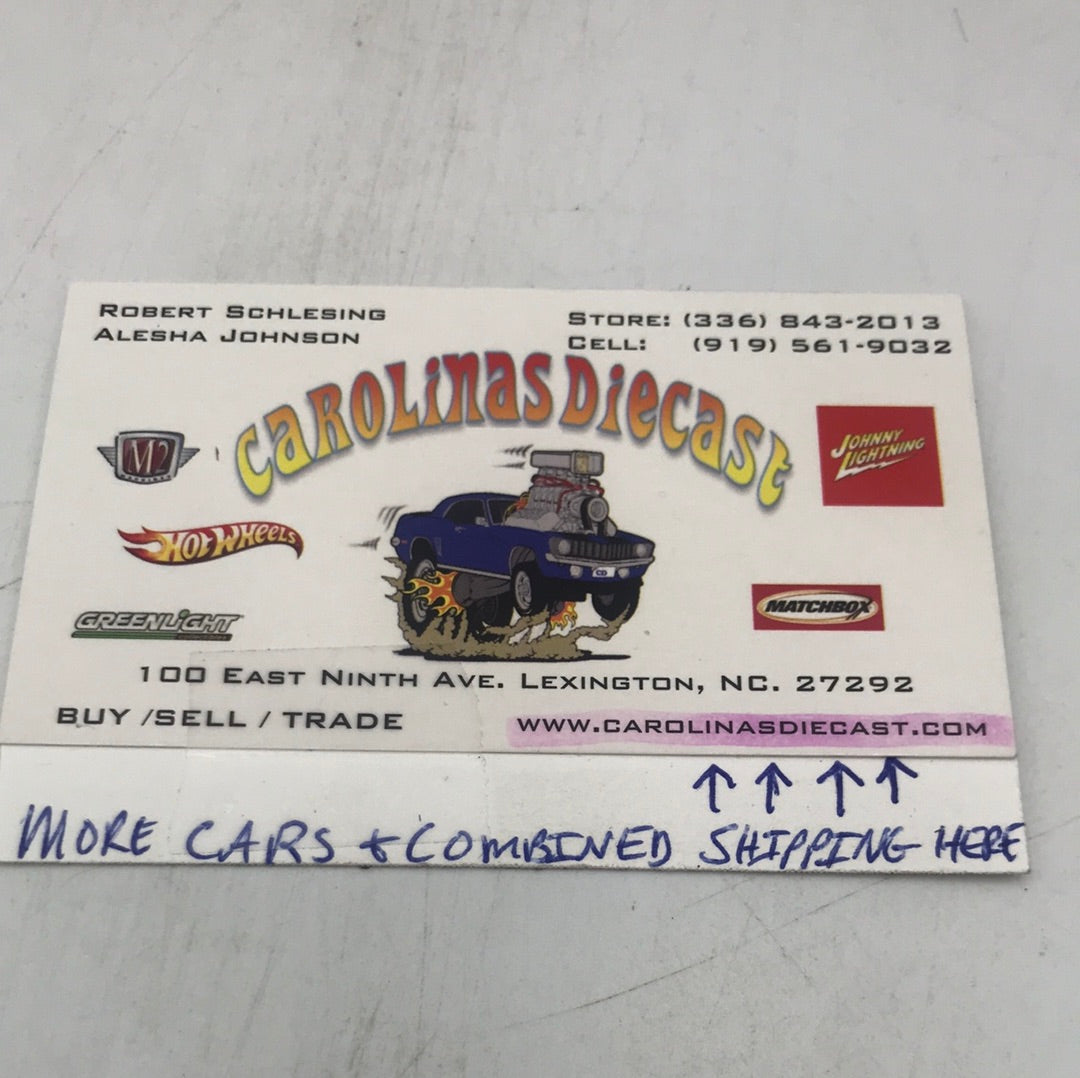 ROBERT SCHLESING
ALESHA JOHNSON
STORE: (336) 843-2013
CELL: (919) 561-9032
CAROLINAS DIECAST
M2
JOHNNY
LIGHTNING
HOT WHEELS
GREENLIGHT
MATCHBOX
100 EAST NINTH AVE. LEXINGTON, NC. 27292
BUY /SELL / TRADE
WWW.CAROLINASDIECAST.COM
↑ ↑ ↑ ↑
MORE CARS + COMBINED SHIPPING HERE